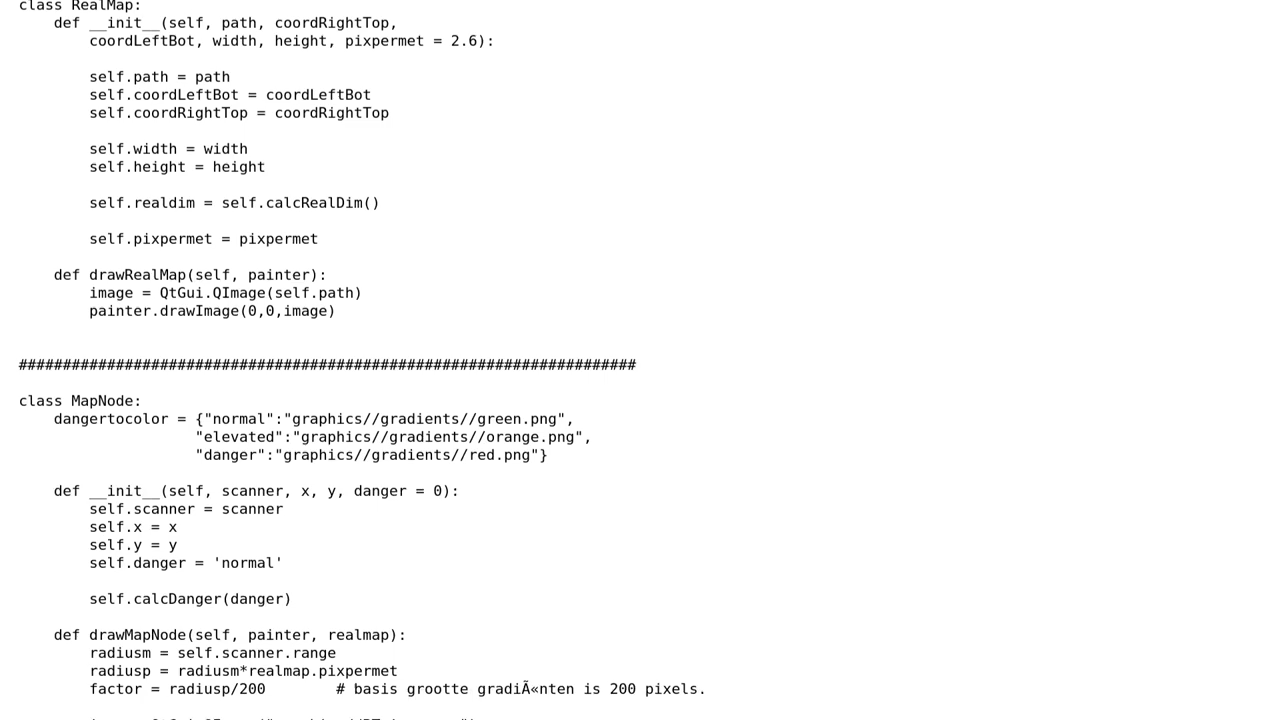 class RealMap:
    def __init__(self, path, coordRightTop,
        coordLeftBot, width, height, pixpermet = 2.6):

        self.path = path
        self.coordLeftBot = coordLeftBot
        self.coordRightTop = coordRightTop

        self.width = width
        self.height = height

        self.realdim = self.calcRealDim()

        self.pixpermet = pixpermet

    def drawRealMap(self, painter):
        image = QtGui.QImage(self.path)
        painter.drawImage(0,0,image)


######################################################################

class MapNode:
    dangertocolor = {"normal":"graphics//gradients//green.png",
                    "elevated":"graphics//gradients//orange.png",
                    "danger":"graphics//gradients//red.png"}

    def __init__(self, scanner, x, y, danger = 0):
        self.scanner = scanner
        self.x = x
        self.y = y
        self.danger = 'normal'

        self.calcDanger(danger)

    def drawMapNode(self, painter, realmap):
        radiusm = self.scanner.range
        radiusp = radiusm*realmap.pixpermet
        factor = radiusp/200        # basis grootte gradiÃ«nten is 200 pixels.